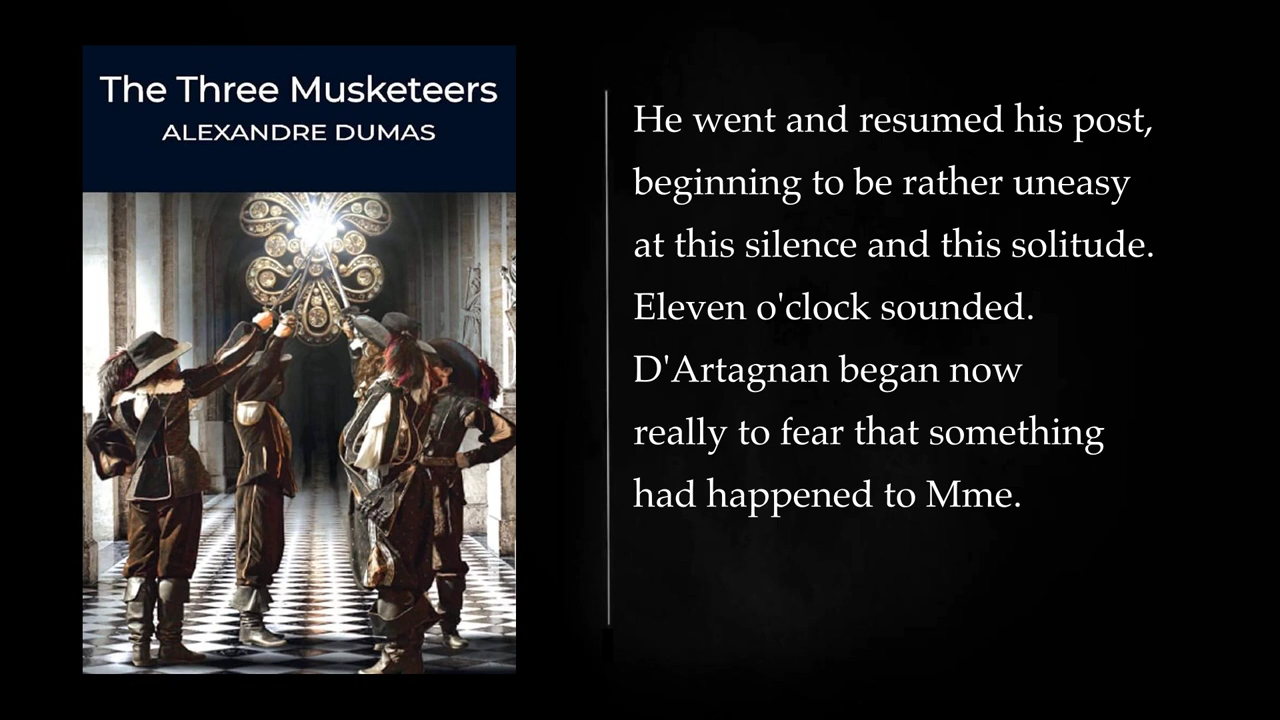 The Three Musketeers
ALEXANDRE DUMAS
He went and resumed his post,
beginning to be rather uneasy
at this silence and this solitude.
Eleven o'clock sounded.
D'Artagnan began now
really to fear that something
had happened to Mme.